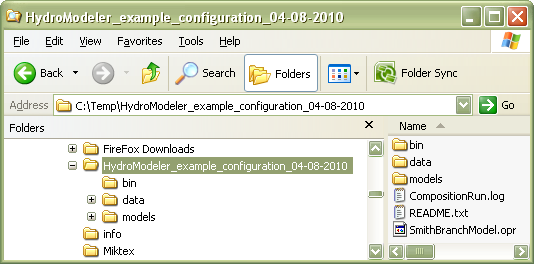 HydroModeler_example_configuration_04-08-2010
File Edit View Favorites Tools Help
Back Search Folders Folder Sync
Address C:\Temp\HydroModeler_example_configuration_04-08-2010 Go
Folders
FireFox Downloads
HydroModeler_example_configuration_04-08-2010
bin
data
models
info
Miktex
Name
bin
data
models
CompositionRun.log
README.txt
SmithBranchModel.opr